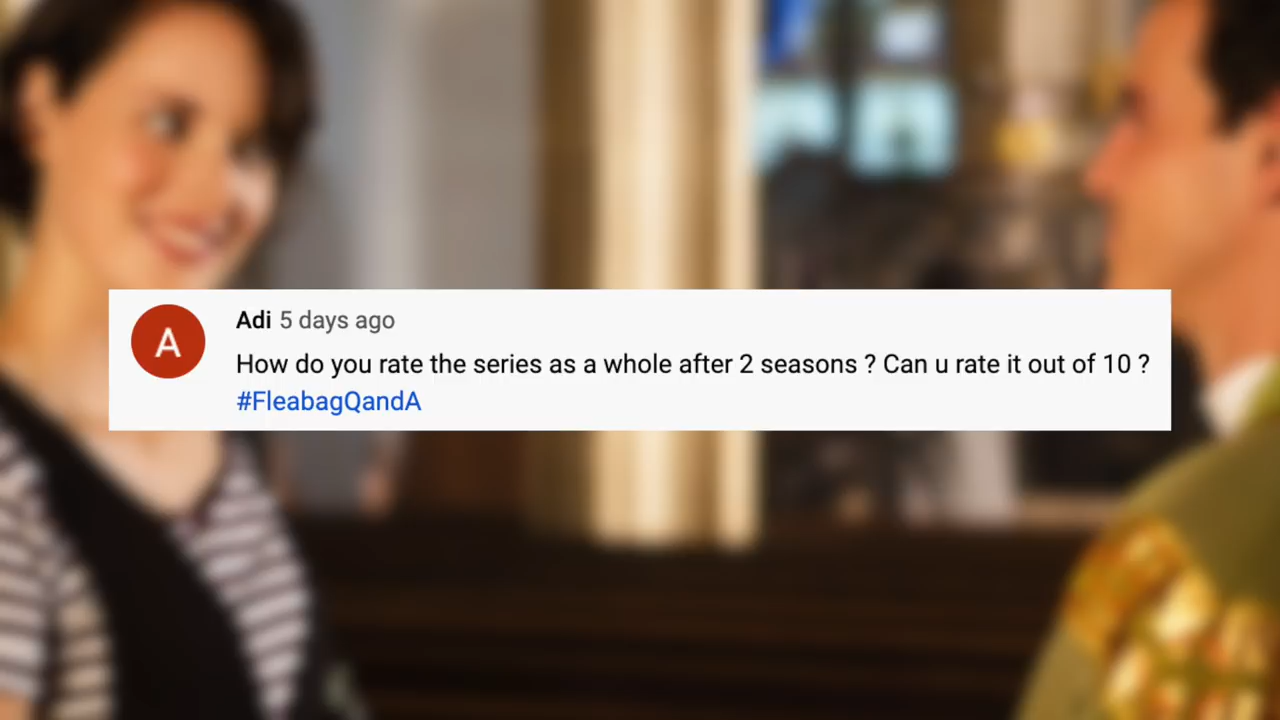 A
Adi 5 days ago
How do you rate the series as a whole after 2 seasons ? Can u rate it out of 10 ?
#FleabagQandA